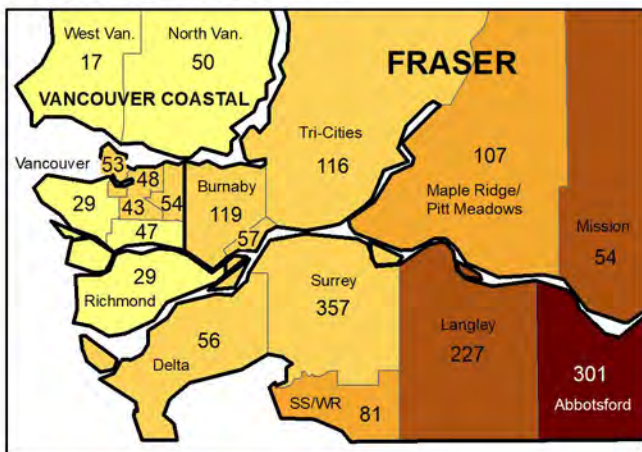 West Van.
17
North Van.
50
VANCOUVER COASTAL
FRASER
Tri-Cities
116
107
Maple Ridge/
Pitt Meadows
Mission
54
Vancouver
53
48
29
43
54
47
Burnaby
119
57
29
Richmond
Surrey
357
56
Delta
Langley
227
SS/WR
81
301
Abbotsford